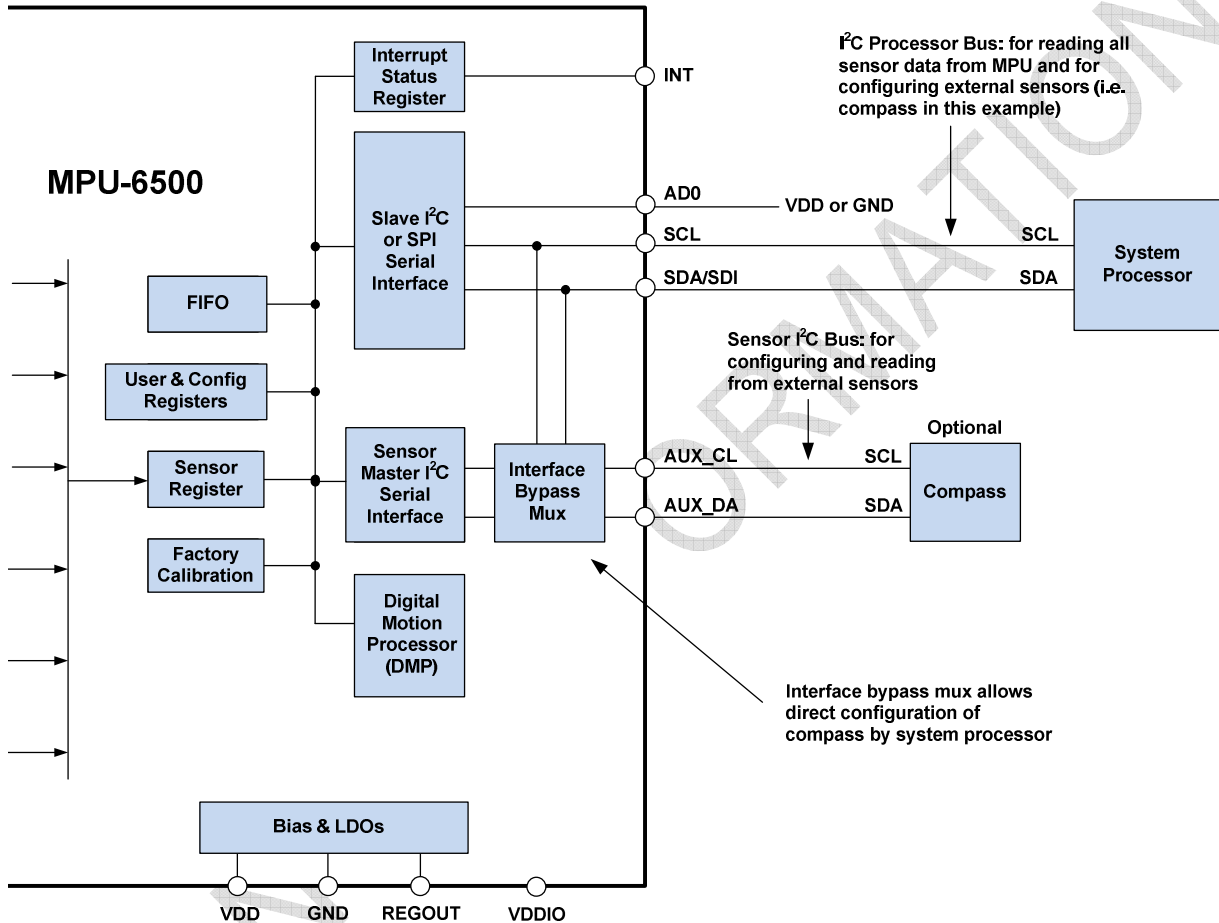 Interrupt
Status
Register
INT
I²C Processor Bus: for reading all
sensor data from MPU and for
configuring external sensors (i.e.
compass in this example)
MPU-6500
Slave I²C
or SPI
Serial
Interface
AD0
VDD or GND
SCL
SCL
SDA/SDI
SDA
System
Processor
FIFO
User & Config
Registers
Sensor
Register
Factory
Calibration
Sensor I²C Bus: for
configuring and reading
from external sensors
Sensor
Master I²C
Serial
Interface
Interface
Bypass
Mux
AUX_CL
SCL
AUX_DA
SDA
Optional
Compass
Digital
Motion
Processor
(DMP)
Interface bypass mux allows
direct configuration of
compass by system processor
Bias & LDOs
VDD
GND
REGOUT
VDDIO
ORMATION